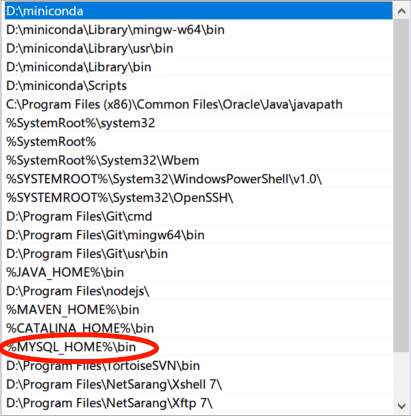 D:\miniconda
D:\miniconda\Library\mingw-w64\bin
D:\miniconda\Library\usr\bin
D:\miniconda\Library\bin
D:\miniconda\Scripts
C:\Program Files (x86)\Common Files\Oracle\Java\javapath
%SystemRoot%\system32
%SystemRoot%
%SystemRoot%\System32\Wbem
%SYSTEMROOT%\System32\WindowsPowerShell\v1.0\
%SYSTEMROOT%\System32\OpenSSH\
D:\Program Files\Git\cmd
D:\Program Files\Git\mingw64\bin
D:\Program Files\Git\usr\bin
%JAVA_HOME%\bin
D:\Program Files\nodejs\
%MAVEN_HOME%\bin
%CATALINA_HOME%\bin
%MYSQL_HOME%\bin
D:\Program Files\TortoiseSVN\bin
D:\Program Files\NetSarang\Xshell 7\
D:\Program Files\NetSarang\Xftp 7\